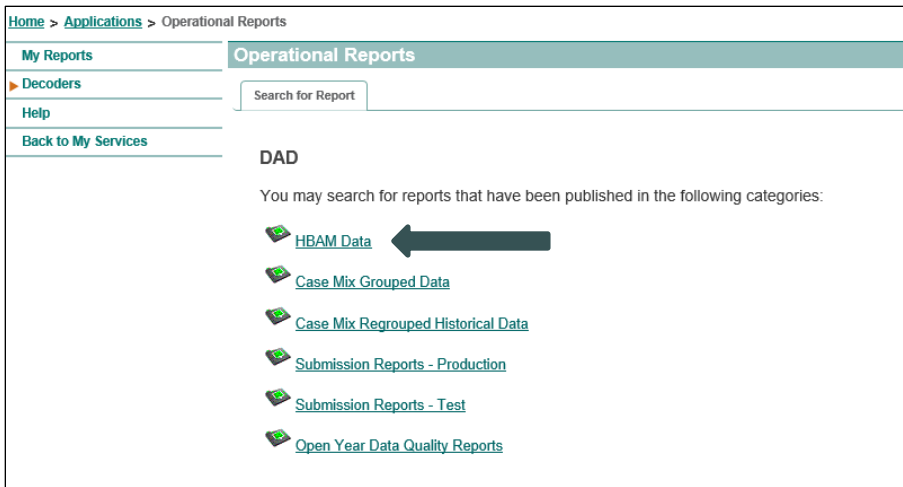 Home > Applications > Operational Reports
My Reports
Decoders
Help
Back to My Services
Operational Reports
Search for Report
DAD
You may search for reports that have been published in the following categories:
HBAM Data
Case Mix Grouped Data
Case Mix Regrouped Historical Data
Submission Reports - Production
Submission Reports - Test
Open Year Data Quality Reports